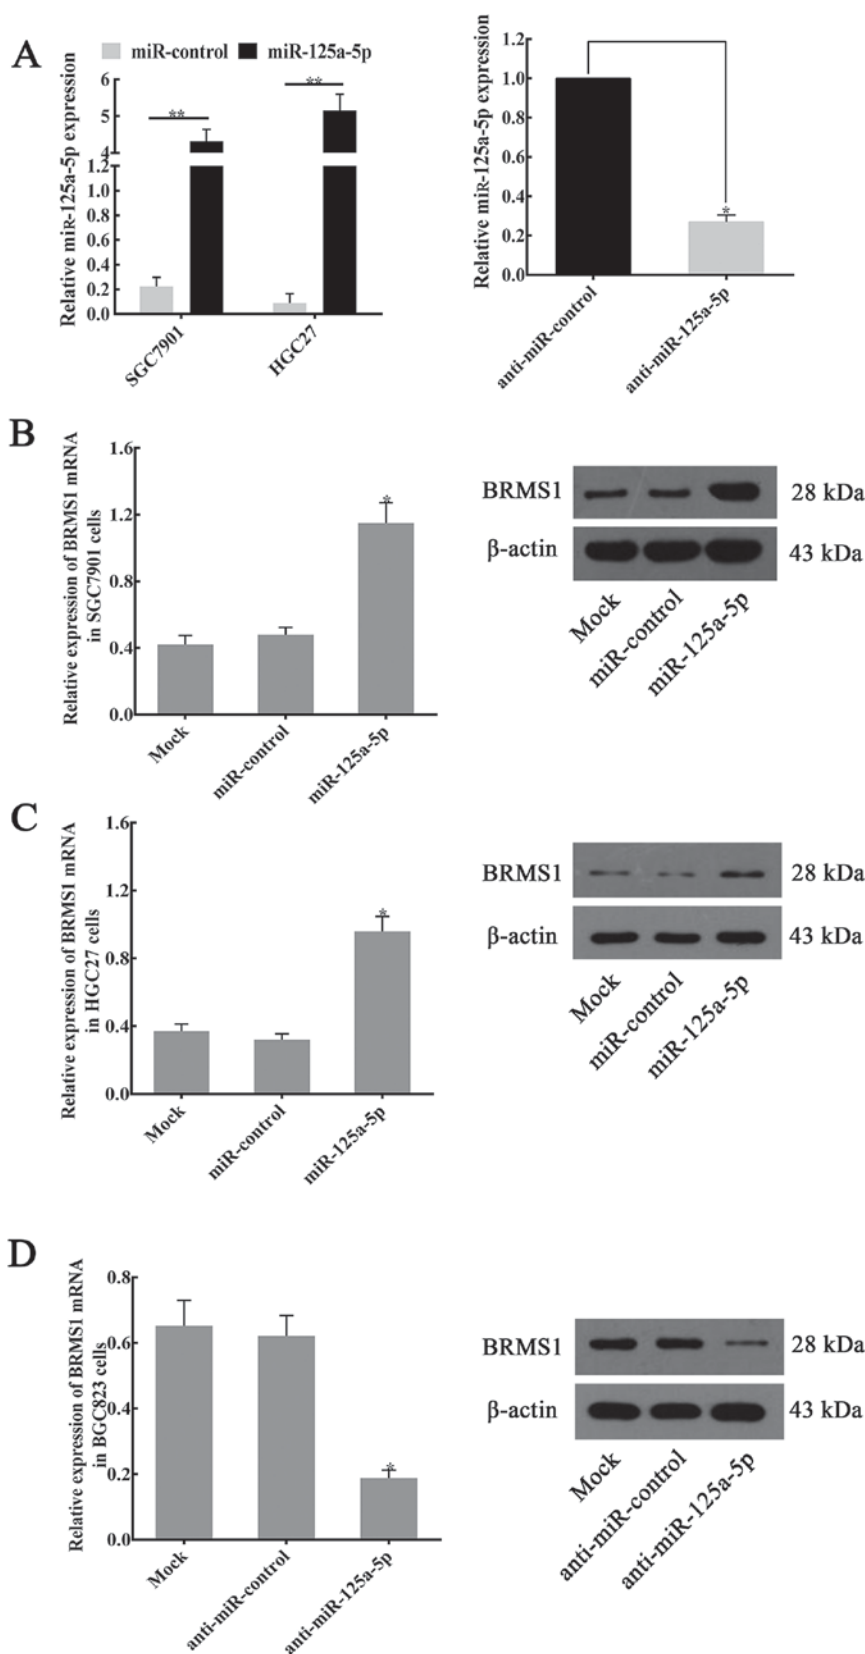 A
miR-control miR-125a-5p
Relative miR-125a-5p expression
6
5
4
1.2
1.0
0.8
0.6
0.4
0.2
0.0
**
**
SGC7901
HGC27
Relative miR-125a-5p expression
1.2
1.0
0.8
0.6
0.4
0.2
0.0
*
anti-miR-control
anti-miR-125a-5p
B
Relative expression of BRMS1 mRNA
in SGC7901 cells
1.6
1.2
0.8
0.4
0.0
*
Mock
miR-control
miR-125a-5p
BRMS1 28 kDa
β-actin 43 kDa
Mock
miR-control
miR-125a-5p
C
Relative expression of BRMS1 mRNA
in HGC27 cells
1.6
1.2
0.8
0.4
0.0
*
Mock
miR-control
miR-125a-5p
BRMS1 28 kDa
β-actin 43 kDa
Mock
miR-control
miR-125a-5p
D
Relative expression of BRMS1 mRNA
in BGC823 cells
0.8
0.6
0.4
0.2
0.0
*
Mock
anti-miR-control
anti-miR-125a-5p
BRMS1 28 kDa
β-actin 43 kDa
Mock
anti-miR-control
anti-miR-125a-5p